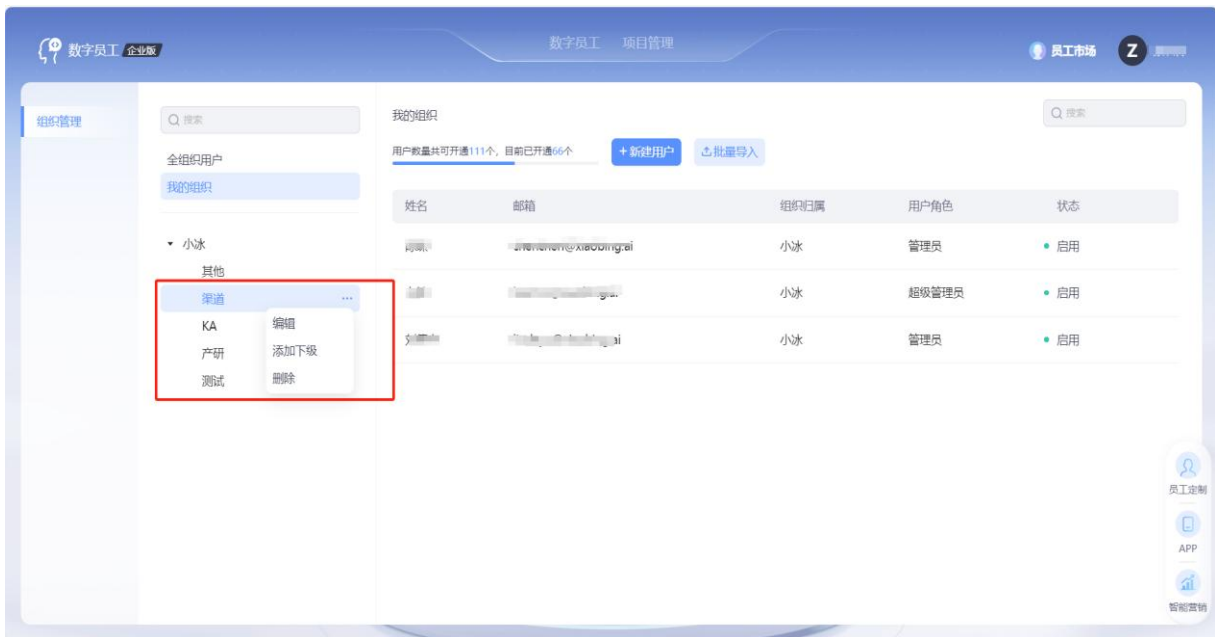 数字员工 企业版
数字员工 项目管理
员工市场 Z
组织管理
搜索
全组织用户
我的组织
小冰
其他
渠道 ...
KA
产研
测试
编辑
添加下级
删除
我的组织
搜索
用户数量共可开通111个，目前已开通66个 +新建用户 批量导入
姓名 邮箱 组织归属 用户角色 状态
小冰 管理员 启用
小冰 超级管理员 启用
小冰 管理员 启用
员工定制
APP
智能营销